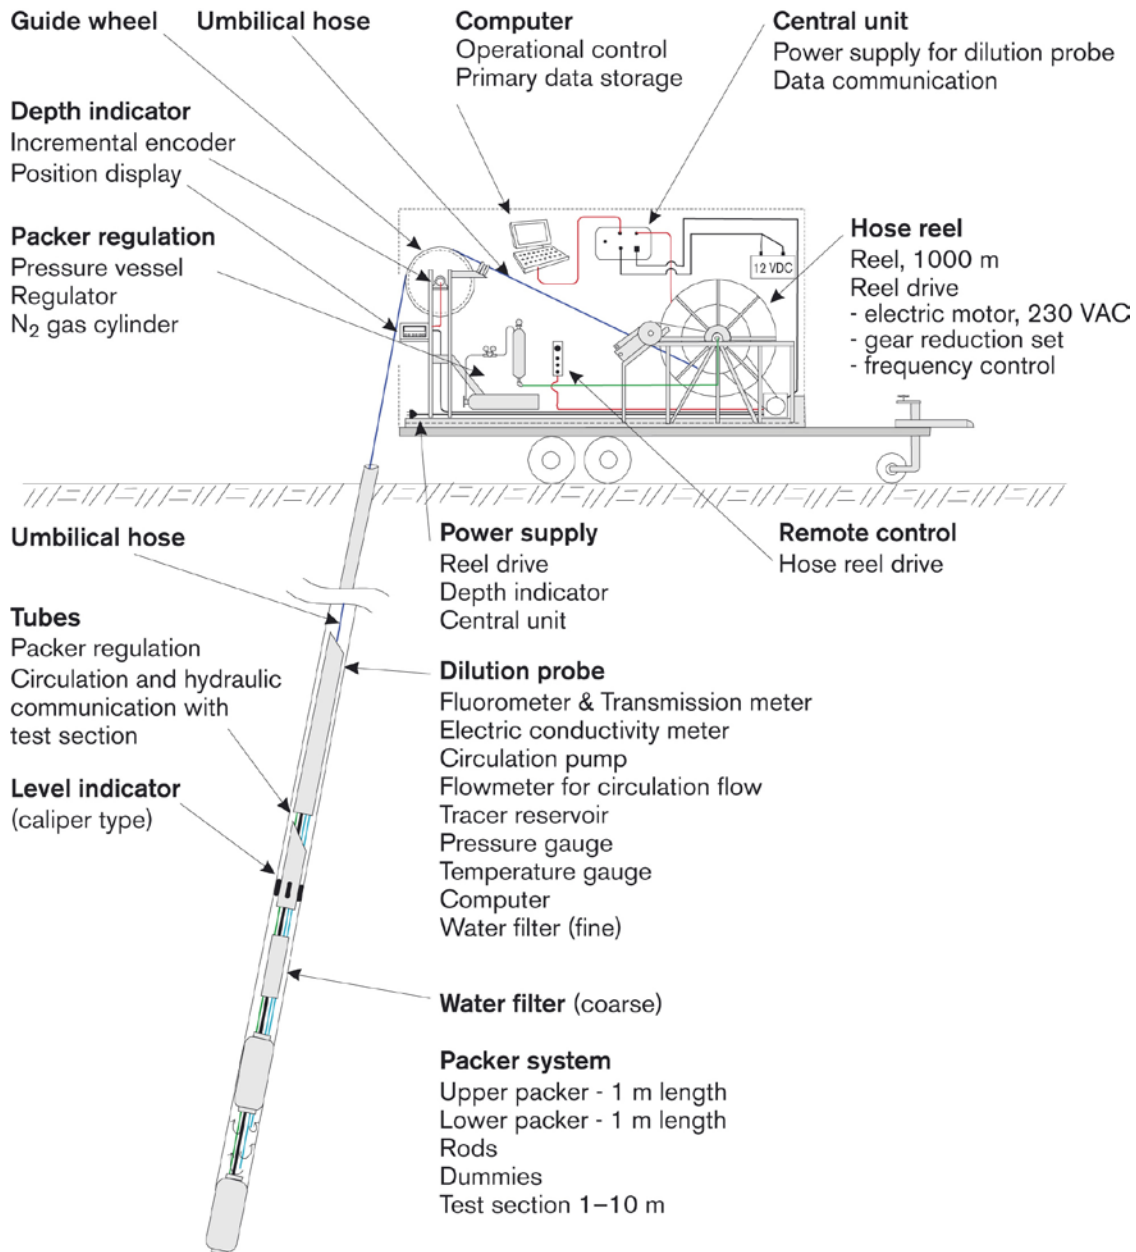 Guide wheel
Umbilical hose
Computer
Operational control
Primary data storage
Central unit
Power supply for dilution probe
Data communication
Depth indicator
Incremental encoder
Position display
Packer regulation
Pressure vessel
Regulator
N₂ gas cylinder
12 VDC
Hose reel
Reel, 1000 m
Reel drive
- electric motor, 230 VAC
- gear reduction set
- frequency control
Umbilical hose
Power supply
Reel drive
Depth indicator
Central unit
Remote control
Hose reel drive
Tubes
Packer regulation
Circulation and hydraulic
communication with
test section
Level indicator
(caliper type)
Dilution probe
Fluorometer & Transmission meter
Electric conductivity meter
Circulation pump
Flowmeter for circulation flow
Tracer reservoir
Pressure gauge
Temperature gauge
Computer
Water filter (fine)
Water filter (coarse)
Packer system
Upper packer - 1 m length
Lower packer - 1 m length
Rods
Dummies
Test section 1–10 m